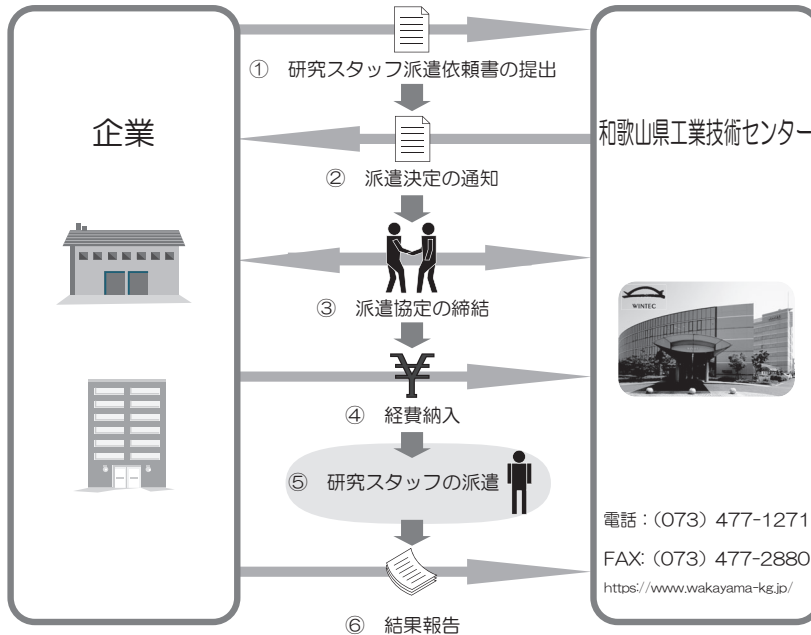 ① 研究スタッフ派遣依頼書の提出
企業
和歌山県工業技術センター
② 派遣決定の通知
③ 派遣協定の締結
WINTEC
④ 経費納入
⑤ 研究スタッフの派遣
電話：(073) 477-1271
FAX: (073) 477-2880
https://www.wakayama-kg.jp/
⑥ 結果報告